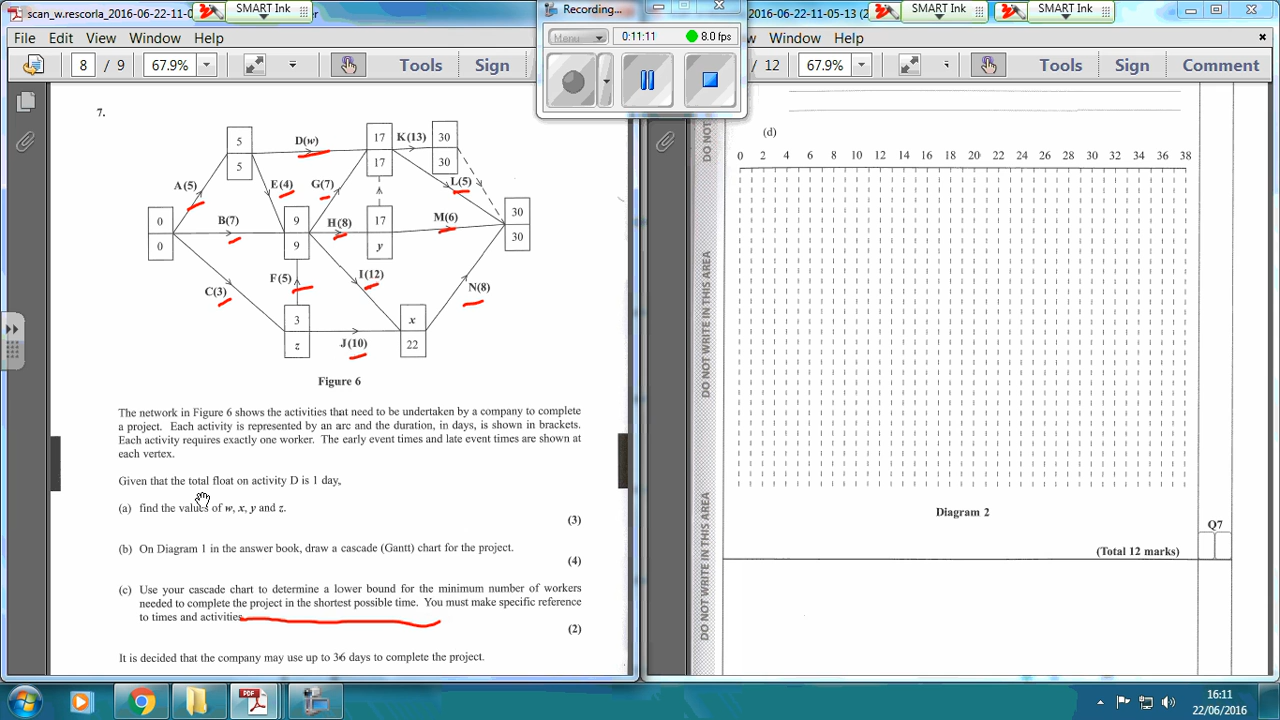 scan_w.rescorla_2016-06-22-11-0
SMART Ink
er
Recording...
2016-06-22-11-05-13 (2
SMART Ink
SMART Ink
File Edit View Window Help
Menu
0:11:11
8.0 fps
w Window Help
8 / 9 67.9% Tools Sign
/ 12 67.9% Tools Sign Comment
7.
5
5
D(w)
17
17
K(13)
30
30
A(5)
E(4)
G(7)
L(5)
0
0
B(7)
9
9
H(8)
17
y
M(6)
30
30
C(3)
F(5)
I(12)
N(8)
3
z
J(10)
x
22
Figure 6
The network in Figure 6 shows the activities that need to be undertaken by a company to complete
a project. Each activity is represented by an arc and the duration, in days, is shown in brackets.
Each activity requires exactly one worker. The early event times and late event times are shown at
each vertex.
Given that the total float on activity D is 1 day,
(a) find the values of w, x, y and z.
(3)
(b) On Diagram 1 in the answer book, draw a cascade (Gantt) chart for the project.
(4)
(c) Use your cascade chart to determine a lower bound for the minimum number of workers
needed to complete the project in the shortest possible time. You must make specific reference
to times and activities.
(2)
It is decided that the company may use up to 36 days to complete the project.
DO NOT
DO NOT WRITE IN THIS AREA
DO NOT WRITE IN THIS AREA
(d)
0 2 4 6 8 10 12 14 16 18 20 22 24 26 28 30 32 34 36 38
Diagram 2
Q7
(Total 12 marks)
16:11
22/06/2016